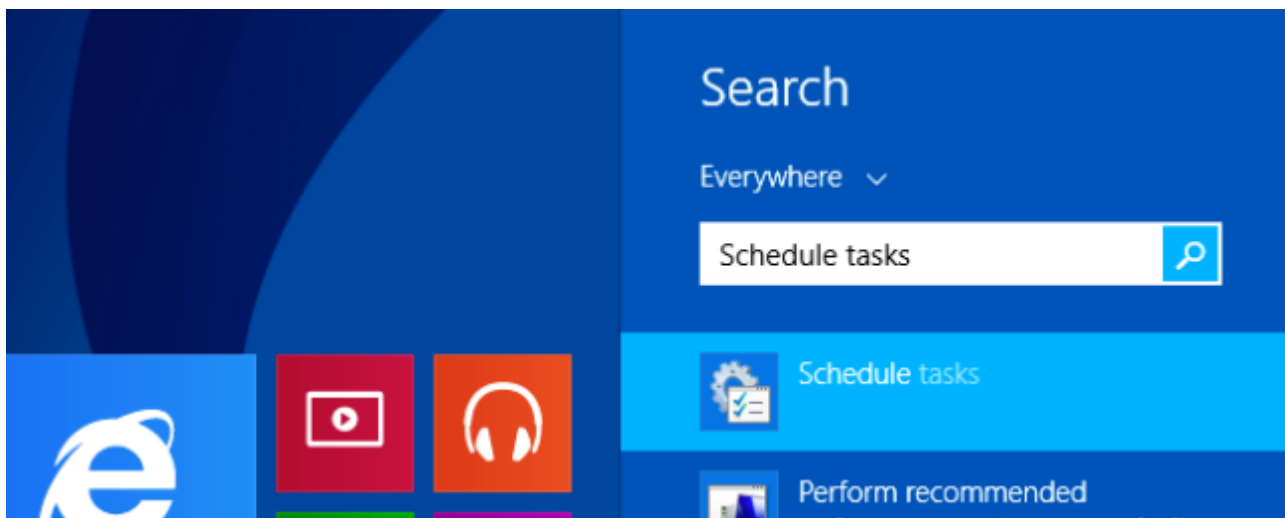 Search
Everywhere
Schedule tasks
Schedule tasks
Perform recommended